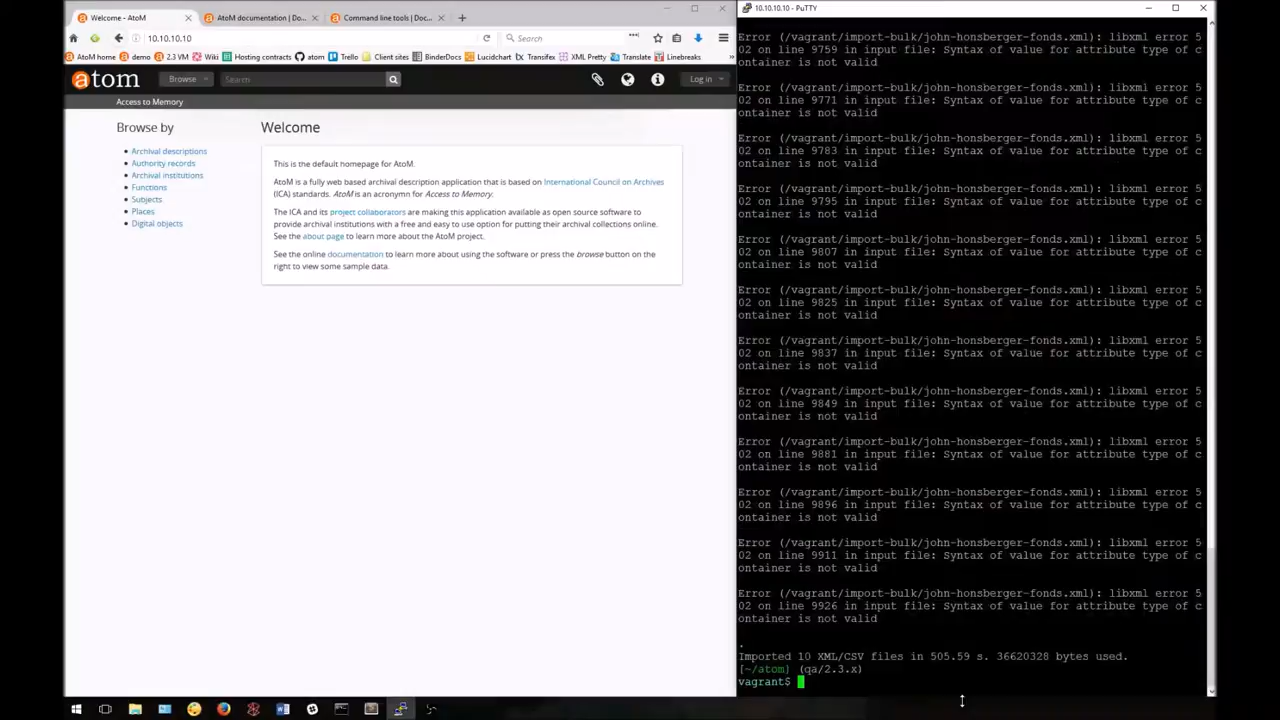 Welcome - AtoM
AtoM documentation | Do...
Command line tools | Doc...
10.10.10.10
Search
AtoM home
demo
2.3 VM
Wiki
Hosting contracts
atom
Trello
Client sites
BinderDocs
Lucidchart
Transifex
XML Pretty
Translate
Linebreaks
atom
Browse
Search
Log in
Access to Memory
Browse by
Archival descriptions
Authority records
Archival institutions
Functions
Subjects
Places
Digital objects
Welcome
This is the default homepage for AtoM.
AtoM is a fully web based archival description application that is based on International Council on Archives
(ICA) standards. AtoM is an acronym for Access to Memory.
The ICA and its project collaborators are making this application available as open source software to
provide archival institutions with a free and easy to use option for putting their archival collections online.
See the about page to learn more about the AtoM project.
See the online documentation to learn more about using the software or press the browse button on the
right to view some sample data.
10.10.10.10 - PuTTY
Error (/vagrant/import-bulk/john-honsberger-fonds.xml): libxml error 5
02 on line 9759 in input file: Syntax of value for attribute type of c
ontainer is not valid
Error (/vagrant/import-bulk/john-honsberger-fonds.xml): libxml error 5
02 on line 9771 in input file: Syntax of value for attribute type of c
ontainer is not valid
Error (/vagrant/import-bulk/john-honsberger-fonds.xml): libxml error 5
02 on line 9783 in input file: Syntax of value for attribute type of c
ontainer is not valid
Error (/vagrant/import-bulk/john-honsberger-fonds.xml): libxml error 5
02 on line 9795 in input file: Syntax of value for attribute type of c
ontainer is not valid
Error (/vagrant/import-bulk/john-honsberger-fonds.xml): libxml error 5
02 on line 9807 in input file: Syntax of value for attribute type of c
ontainer is not valid
Error (/vagrant/import-bulk/john-honsberger-fonds.xml): libxml error 5
02 on line 9825 in input file: Syntax of value for attribute type of c
ontainer is not valid
Error (/vagrant/import-bulk/john-honsberger-fonds.xml): libxml error 5
02 on line 9837 in input file: Syntax of value for attribute type of c
ontainer is not valid
Error (/vagrant/import-bulk/john-honsberger-fonds.xml): libxml error 5
02 on line 9849 in input file: Syntax of value for attribute type of c
ontainer is not valid
Error (/vagrant/import-bulk/john-honsberger-fonds.xml): libxml error 5
02 on line 9881 in input file: Syntax of value for attribute type of c
ontainer is not valid
Error (/vagrant/import-bulk/john-honsberger-fonds.xml): libxml error 5
02 on line 9896 in input file: Syntax of value for attribute type of c
ontainer is not valid
Error (/vagrant/import-bulk/john-honsberger-fonds.xml): libxml error 5
02 on line 9911 in input file: Syntax of value for attribute type of c
ontainer is not valid
Error (/vagrant/import-bulk/john-honsberger-fonds.xml): libxml error 5
02 on line 9926 in input file: Syntax of value for attribute type of c
ontainer is not valid
.
Imported 10 XML/CSV files in 505.59 s. 36620328 bytes used.
[~/atom] (qa/2.3.x)
vagrant$